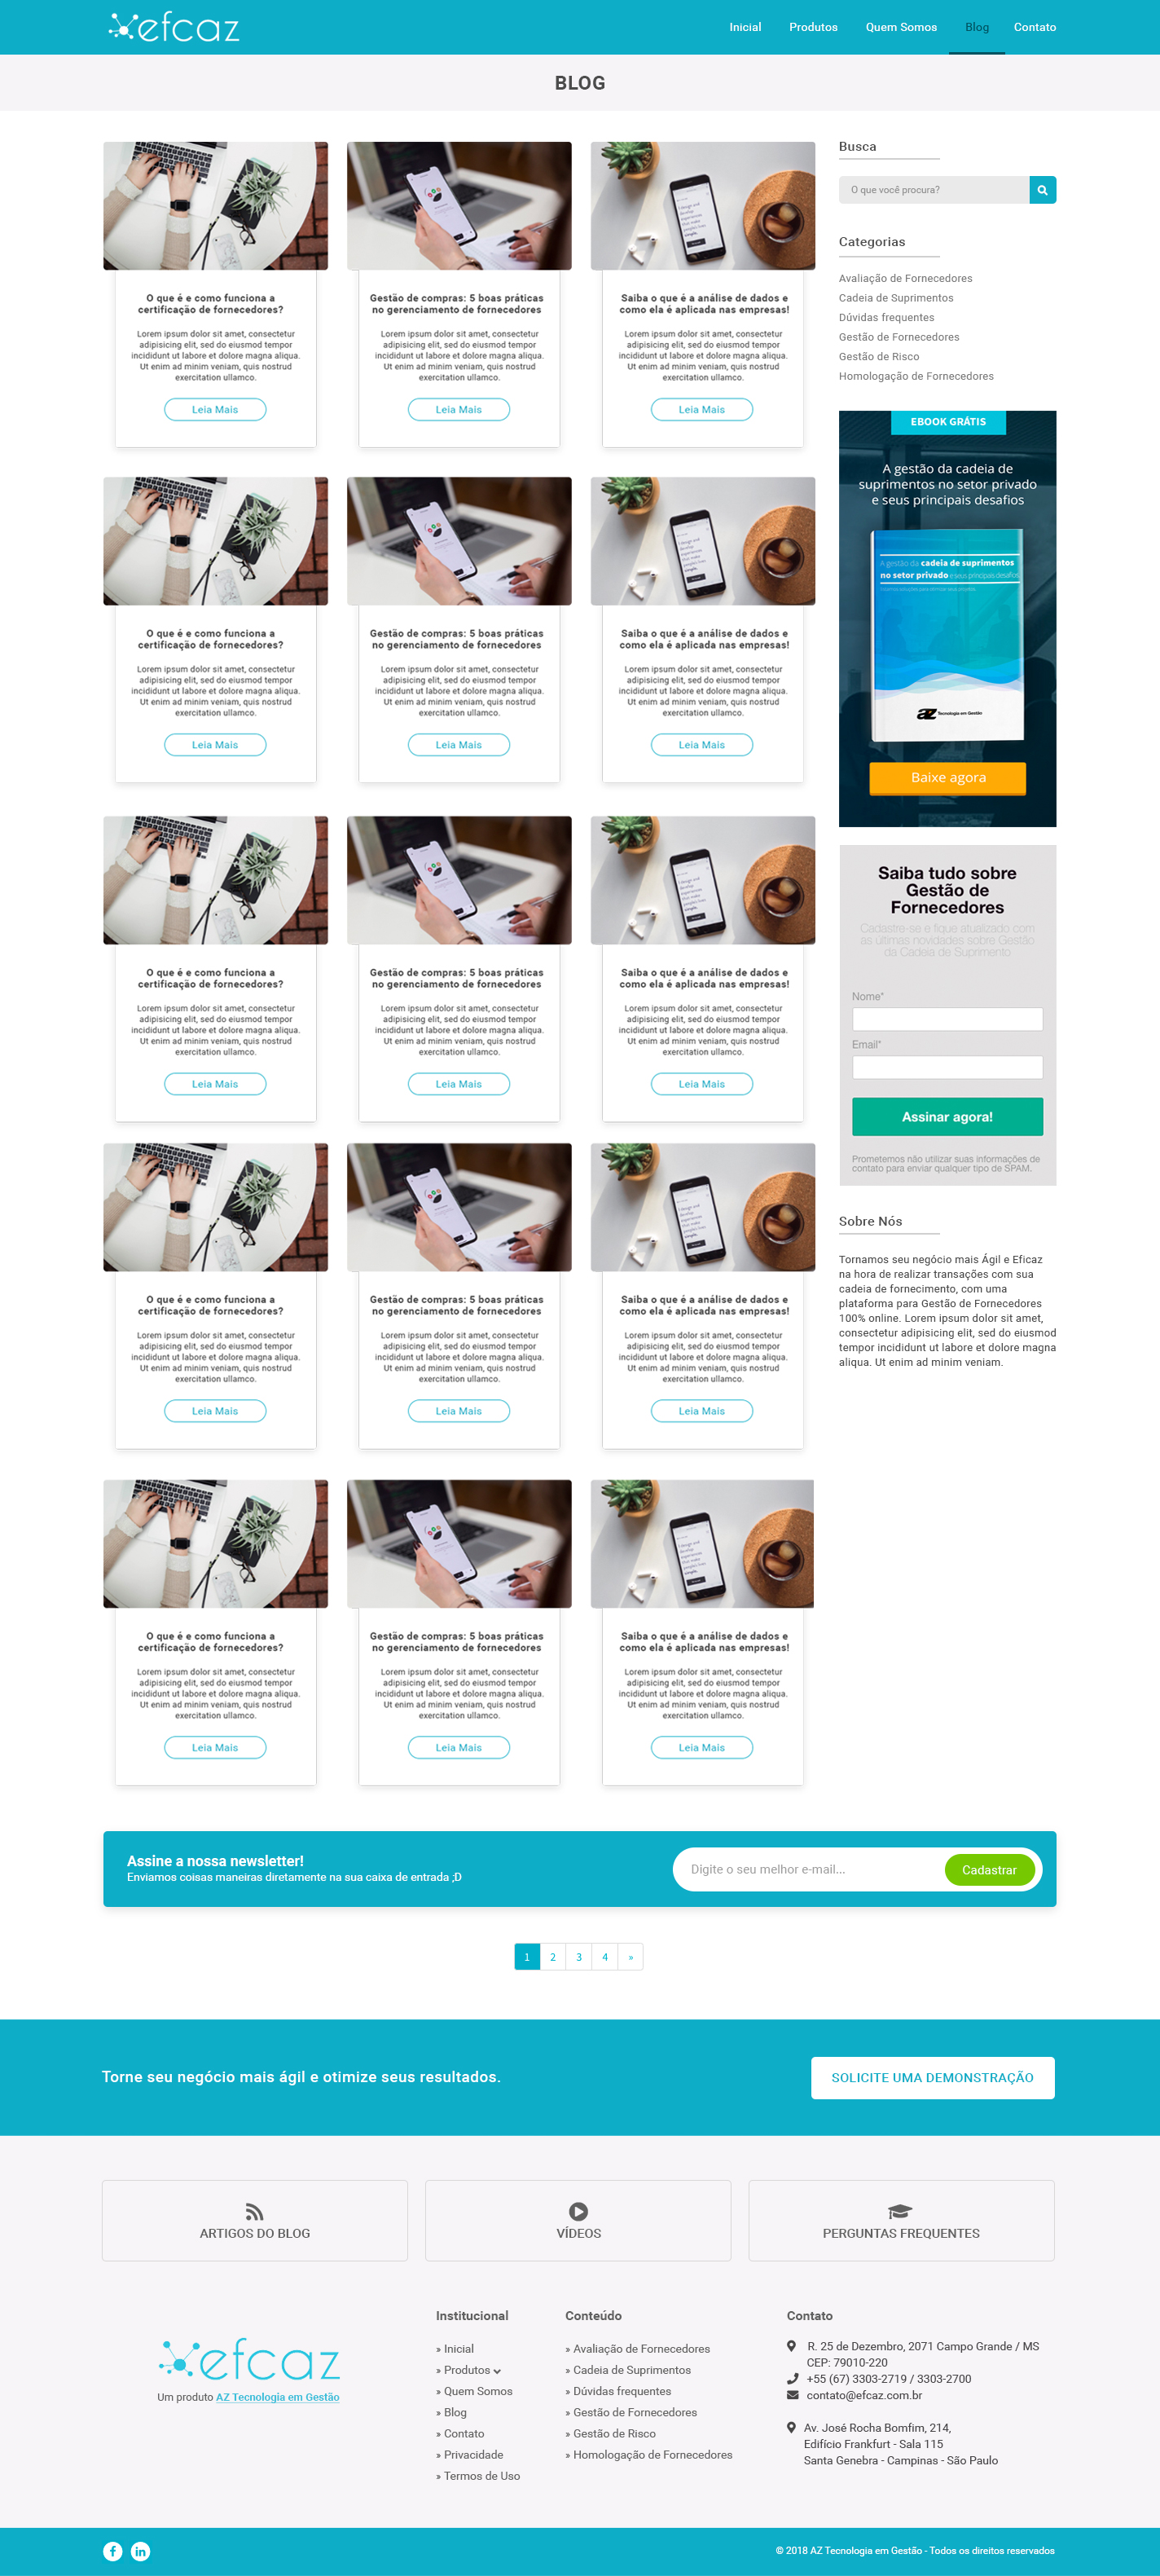 efcaz
Inicial Produtos Quem Somos Blog Contato
BLOG
O que é e como funciona a
certificação de fornecedores?
Lorem ipsum dolor sit amet, consectetur
adipisicing elit, sed do eiusmod tempor
incididunt ut labore et dolore magna aliqua.
Ut enim ad minim veniam, quis nostrud
exercitation ullamco.
Leia Mais
Gestão de compras: 5 boas práticas
no gerenciamento de fornecedores
Lorem ipsum dolor sit amet, consectetur
adipisicing elit, sed do eiusmod tempor
incididunt ut labore et dolore magna aliqua.
Ut enim ad minim veniam, quis nostrud
exercitation ullamco.
Leia Mais
Saiba o que é a análise de dados e
como ela é aplicada nas empresas!
Lorem ipsum dolor sit amet, consectetur
adipisicing elit, sed do eiusmod tempor
incididunt ut labore et dolore magna aliqua.
Ut enim ad minim veniam, quis nostrud
exercitation ullamco.
Leia Mais
O que é e como funciona a
certificação de fornecedores?
Lorem ipsum dolor sit amet, consectetur
adipisicing elit, sed do eiusmod tempor
incididunt ut labore et dolore magna aliqua.
Ut enim ad minim veniam, quis nostrud
exercitation ullamco.
Leia Mais
Gestão de compras: 5 boas práticas
no gerenciamento de fornecedores
Lorem ipsum dolor sit amet, consectetur
adipisicing elit, sed do eiusmod tempor
incididunt ut labore et dolore magna aliqua.
Ut enim ad minim veniam, quis nostrud
exercitation ullamco.
Leia Mais
Saiba o que é a análise de dados e
como ela é aplicada nas empresas!
Lorem ipsum dolor sit amet, consectetur
adipisicing elit, sed do eiusmod tempor
incididunt ut labore et dolore magna aliqua.
Ut enim ad minim veniam, quis nostrud
exercitation ullamco.
Leia Mais
O que é e como funciona a
certificação de fornecedores?
Lorem ipsum dolor sit amet, consectetur
adipisicing elit, sed do eiusmod tempor
incididunt ut labore et dolore magna aliqua.
Ut enim ad minim veniam, quis nostrud
exercitation ullamco.
Leia Mais
Gestão de compras: 5 boas práticas
no gerenciamento de fornecedores
Lorem ipsum dolor sit amet, consectetur
adipisicing elit, sed do eiusmod tempor
incididunt ut labore et dolore magna aliqua.
Ut enim ad minim veniam, quis nostrud
exercitation ullamco.
Leia Mais
Saiba o que é a análise de dados e
como ela é aplicada nas empresas!
Lorem ipsum dolor sit amet, consectetur
adipisicing elit, sed do eiusmod tempor
incididunt ut labore et dolore magna aliqua.
Ut enim ad minim veniam, quis nostrud
exercitation ullamco.
Leia Mais
O que é e como funciona a
certificação de fornecedores?
Lorem ipsum dolor sit amet, consectetur
adipisicing elit, sed do eiusmod tempor
incididunt ut labore et dolore magna aliqua.
Ut enim ad minim veniam, quis nostrud
exercitation ullamco.
Leia Mais
Gestão de compras: 5 boas práticas
no gerenciamento de fornecedores
Lorem ipsum dolor sit amet, consectetur
adipisicing elit, sed do eiusmod tempor
incididunt ut labore et dolore magna aliqua.
Ut enim ad minim veniam, quis nostrud
exercitation ullamco.
Leia Mais
Saiba o que é a análise de dados e
como ela é aplicada nas empresas!
Lorem ipsum dolor sit amet, consectetur
adipisicing elit, sed do eiusmod tempor
incididunt ut labore et dolore magna aliqua.
Ut enim ad minim veniam, quis nostrud
exercitation ullamco.
Leia Mais
O que é e como funciona a
certificação de fornecedores?
Lorem ipsum dolor sit amet, consectetur
adipisicing elit, sed do eiusmod tempor
incididunt ut labore et dolore magna aliqua.
Ut enim ad minim veniam, quis nostrud
exercitation ullamco.
Leia Mais
Gestão de compras: 5 boas práticas
no gerenciamento de fornecedores
Lorem ipsum dolor sit amet, consectetur
adipisicing elit, sed do eiusmod tempor
incididunt ut labore et dolore magna aliqua.
Ut enim ad minim veniam, quis nostrud
exercitation ullamco.
Leia Mais
Saiba o que é a análise de dados e
como ela é aplicada nas empresas!
Lorem ipsum dolor sit amet, consectetur
adipisicing elit, sed do eiusmod tempor
incididunt ut labore et dolore magna aliqua.
Ut enim ad minim veniam, quis nostrud
exercitation ullamco.
Leia Mais
Busca
O que você procura?
Categorias
Avaliação de Fornecedores
Cadeia de Suprimentos
Dúvidas frequentes
Gestão de Fornecedores
Gestão de Risco
Homologação de Fornecedores
EBOOK GRÁTIS
A gestão da cadeia de
suprimentos no setor privado
e seus principais desafios
A gestão da cadeia de suprimentos
no setor privado e seus principais desafios
az Tecnologia em Gestão
Baixe agora
Saiba tudo sobre
Gestão de
Fornecedores
Cadastre-se e fique atualizado com
as últimas novidades sobre Gestão
da Cadeia de Suprimento
Nome*
Email*
Assinar agora!
Prometemos não utilizar suas informações de
contato para enviar qualquer tipo de SPAM.
Sobre Nós
Tornamos seu negócio mais Ágil e Eficaz
na hora de realizar transações com sua
cadeia de fornecimento, com uma
plataforma para Gestão de Fornecedores
100% online. Lorem ipsum dolor sit amet,
consectetur adipisicing elit, sed do eiusmod
tempor incididunt ut labore et dolore magna
aliqua. Ut enim ad minim veniam.
Assine a nossa newsletter!
Enviamos coisas maneiras diretamente na sua caixa de entrada ;D
Digite o seu melhor e-mail...
Cadastrar
1 2 3 4 »
Torne seu negócio mais ágil e otimize seus resultados.
SOLICITE UMA DEMONSTRAÇÃO
ARTIGOS DO BLOG
VÍDEOS
PERGUNTAS FREQUENTES
efcaz
Um produto AZ Tecnologia em Gestão
Institucional
» Inicial
» Produtos
» Quem Somos
» Blog
» Contato
» Privacidade
» Termos de Uso
Conteúdo
» Avaliação de Fornecedores
» Cadeia de Suprimentos
» Dúvidas frequentes
» Gestão de Fornecedores
» Gestão de Risco
» Homologação de Fornecedores
Contato
R. 25 de Dezembro, 2071 Campo Grande / MS
CEP: 79010-220
+55 (67) 3303-2719 / 3303-2700
contato@efcaz.com.br
Av. José Rocha Bomfim, 214,
Edifício Frankfurt - Sala 115
Santa Genebra - Campinas - São Paulo
f in
© 2018 AZ Tecnologia em Gestão - Todos os direitos reservados